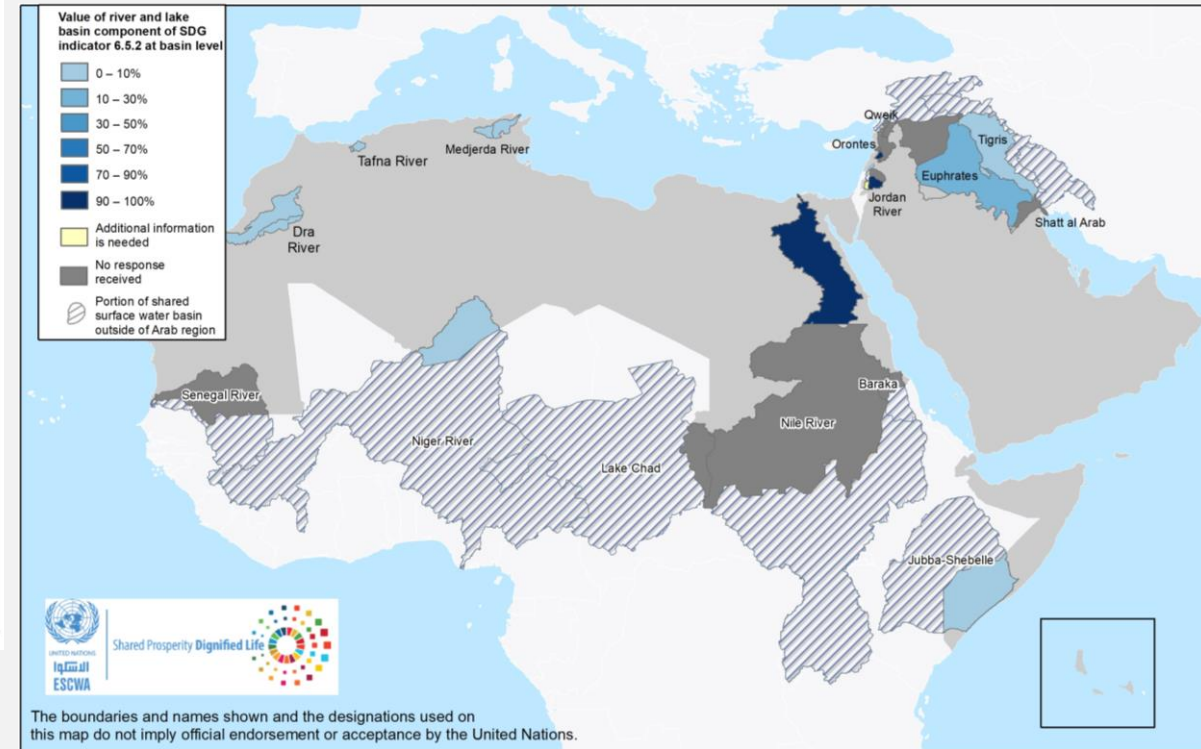 Value of river and lake
basin component of SDG
indicator 6.5.2 at basin level
0 – 10%
10 – 30%
30 – 50%
50 – 70%
70 – 90%
90 – 100%
Additional information
is needed
No response
received
Portion of shared
surface water basin
outside of Arab region
Qweik
Orontes
Tigris
Euphrates
Jordan
River
Shatt al Arab
Tafna River
Medjerda River
Dra
River
Senegal River
Niger River
Lake Chad
Baraka
Nile River
Jubba-Shebelle
UNITED NATIONS
الاسكوا
ESCWA
Shared Prosperity Dignified Life
The boundaries and names shown and the designations used on
this map do not imply official endorsement or acceptance by the United Nations.